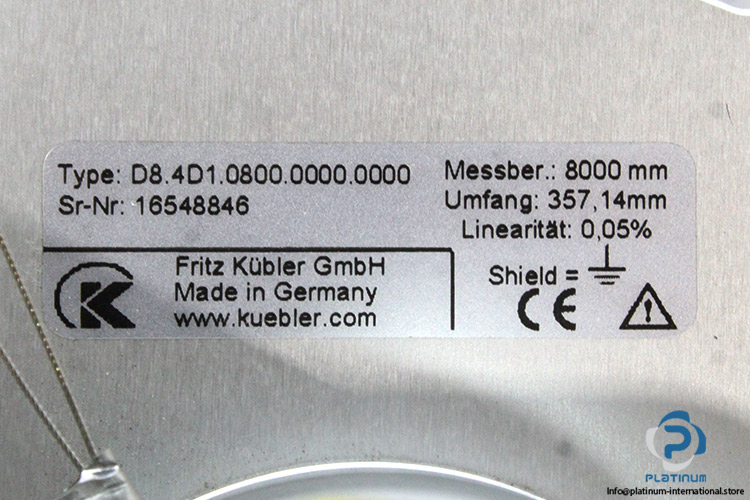 Type: D8.4D1.0800.0000.0000
Sr-Nr: 16548846
Messber.: 8000 mm
Umfang: 357,14mm
Linearität: 0,05%
Fritz Kübler GmbH
Made in Germany
www.kuebler.com
Shield =
CE
PLATINUM
Info@platinum-international.store